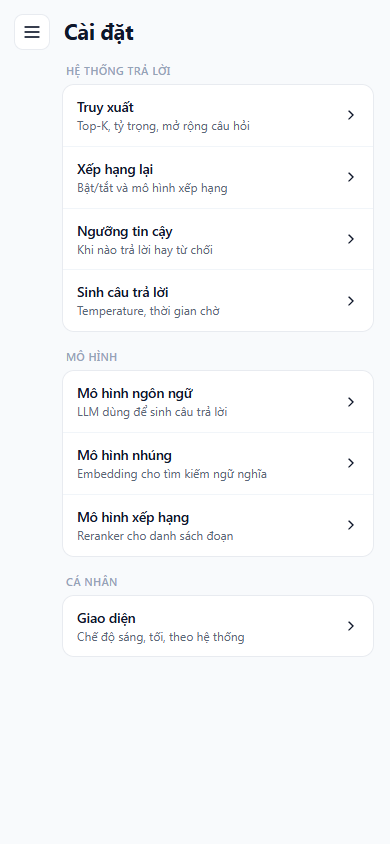 Cài đặt
HỆ THỐNG TRẢ LỜI
Truy xuất
Top-K, tỷ trọng, mở rộng câu hỏi
Xếp hạng lại
Bật/tắt và mô hình xếp hạng
Ngưỡng tin cậy
Khi nào trả lời hay từ chối
Sinh câu trả lời
Temperature, thời gian chờ
MÔ HÌNH
Mô hình ngôn ngữ
LLM dùng để sinh câu trả lời
Mô hình nhúng
Embedding cho tìm kiếm ngữ nghĩa
Mô hình xếp hạng
Reranker cho danh sách đoạn
CÁ NHÂN
Giao diện
Chế độ sáng, tối, theo hệ thống